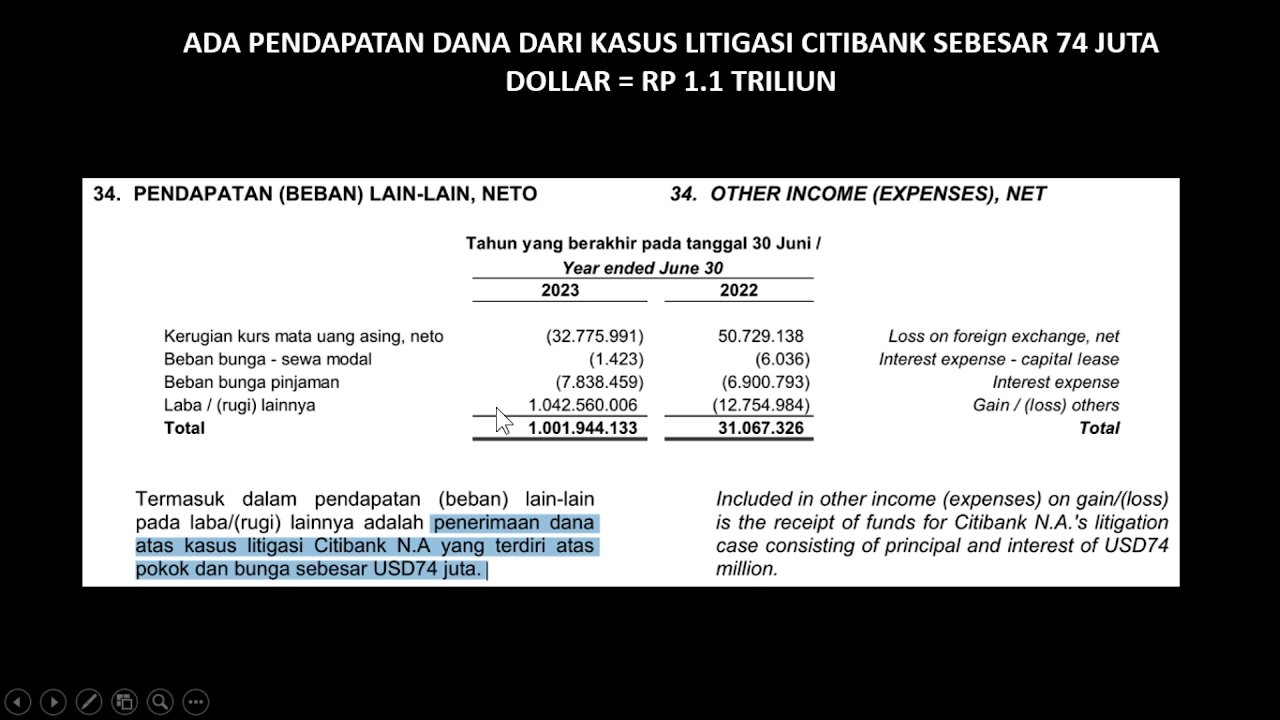 ADA PENDAPATAN DANA DARI KASUS LITIGASI CITIBANK SEBESAR 74 JUTA
DOLLAR = RP 1.1 TRILIUN
34. PENDAPATAN (BEBAN) LAIN-LAIN, NETO
34. OTHER INCOME (EXPENSES), NET
Tahun yang berakhir pada tanggal 30 Juni /
Year ended June 30
2023 2022
Kerugian kurs mata uang asing, neto (32.775.991) 50.729.138 Loss on foreign exchange, net
Beban bunga - sewa modal (1.423) (6.036) Interest expense - capital lease
Beban bunga pinjaman (7.838.459) (6.900.793) Interest expense
Laba / (rugi) lainnya 1.042.560.006 (12.754.984) Gain / (loss) others
Total 1.001.944.133 31.067.326 Total
Termasuk dalam pendapatan (beban) lain-lain
pada laba/(rugi) lainnya adalah penerimaan dana
atas kasus litigasi Citibank N.A yang terdiri atas
pokok dan bunga sebesar USD74 juta.
Included in other income (expenses) on gain/(loss)
is the receipt of funds for Citibank N.A.'s litigation
case consisting of principal and interest of USD74
million.